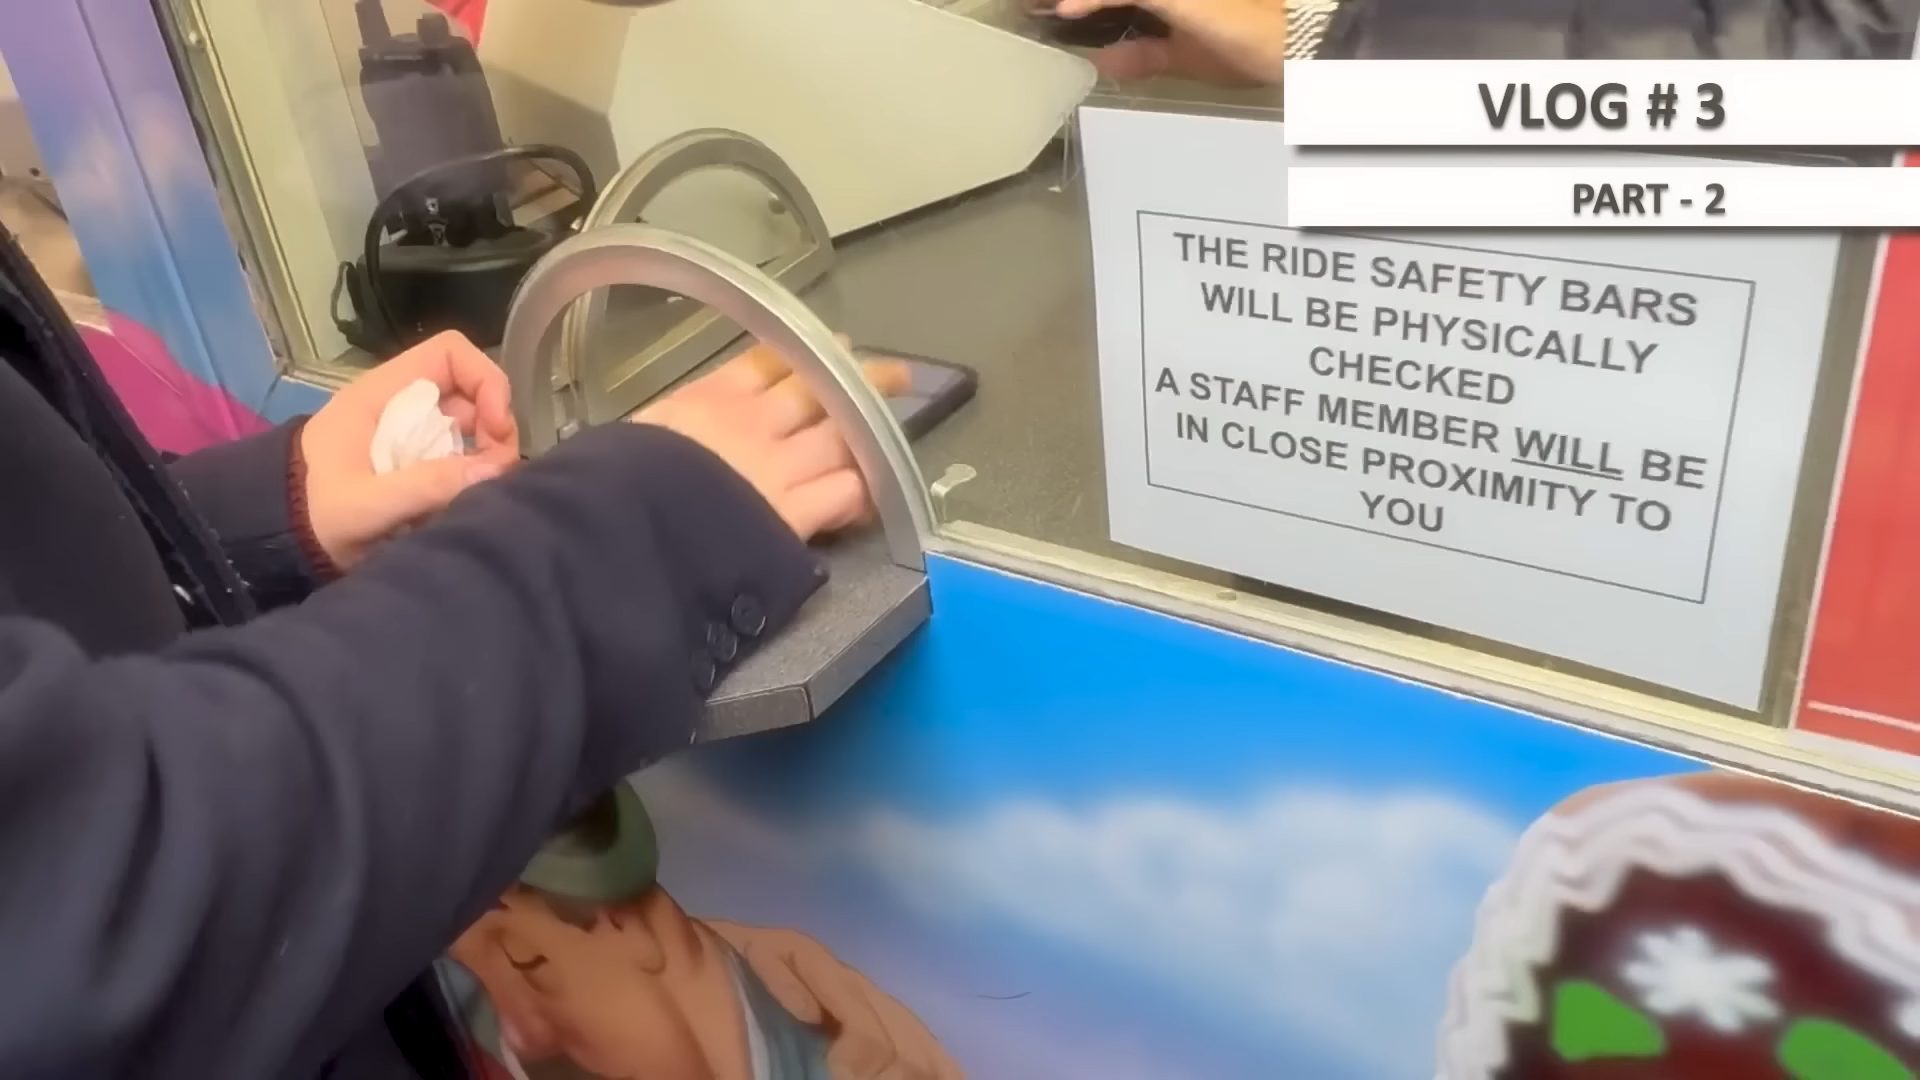 VLOG # 3
PART - 2
THE RIDE SAFETY BARS
WILL BE PHYSICALLY
CHECKED
A STAFF MEMBER WILL BE
IN CLOSE PROXIMITY TO
YOU